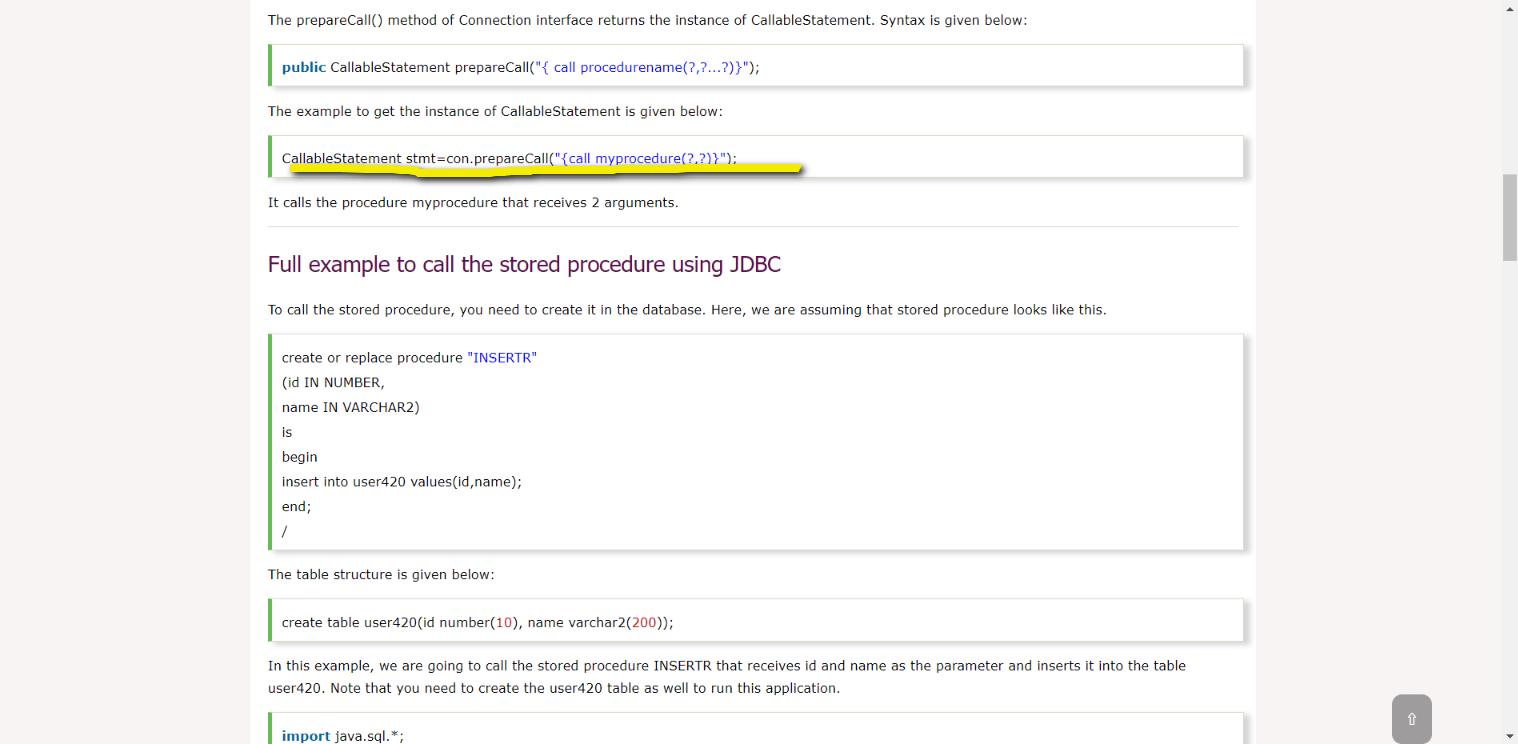 The prepareCall() method of Connection interface returns the instance of CallableStatement. Syntax is given below:
public CallableStatement prepareCall("{ call procedurename(?,?...?)}");
The example to get the instance of CallableStatement is given below:
CallableStatement stmt=con.prepareCall("{call myprocedure(?,?)}");
It calls the procedure myprocedure that receives 2 arguments.
Full example to call the stored procedure using JDBC
To call the stored procedure, you need to create it in the database. Here, we are assuming that stored procedure looks like this.
create or replace procedure "INSERTR"
(id IN NUMBER,
name IN VARCHAR2)
is
begin
insert into user420 values(id,name);
end;
/
The table structure is given below:
create table user420(id number(10), name varchar2(200));
In this example, we are going to call the stored procedure INSERTR that receives id and name as the parameter and inserts it into the table
user420. Note that you need to create the user420 table as well to run this application.
import java.sql.*;